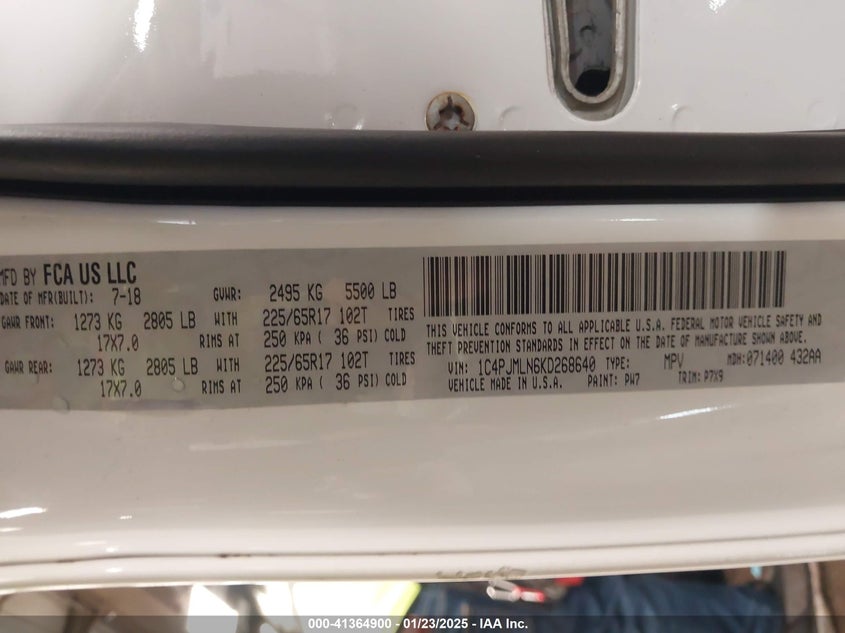 MFD BY FCA US LLC
DATE OF MFR(BUILT): 7-18 GVWR: 2495 KG 5500 LB
GAWR FRONT: 1273 KG 2805 LB WITH 225/65R17 102T TIRES
17X7.0 RIMS AT 250 KPA ( 36 PSI) COLD
GAWR REAR: 1273 KG 2805 LB WITH 225/65R17 102T TIRES
17X7.0 RIMS AT 250 KPA ( 36 PSI) COLD
THIS VEHICLE CONFORMS TO ALL APPLICABLE U.S.A. FEDERAL MOTOR VEHICLE SAFETY AND
THEFT PREVENTION STANDARDS IN EFFECT ON THE DATE OF MANUFACTURE SHOWN ABOVE.
VIN: 1C4PJMLN6KD268640 TYPE: MPV MDH: 071400 432AA
VEHICLE MADE IN U.S.A. PAINT: PW7 TRIM: P7X9
000-41364900 — 01/23/2025 — IAA Inc.